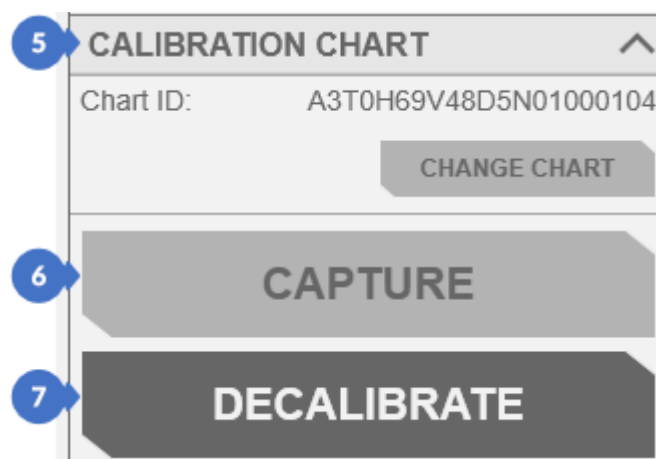 5 CALIBRATION CHART
Chart ID: A3T0H69V48D5N01000104
CHANGE CHART
6 CAPTURE
7 DECALIBRATE